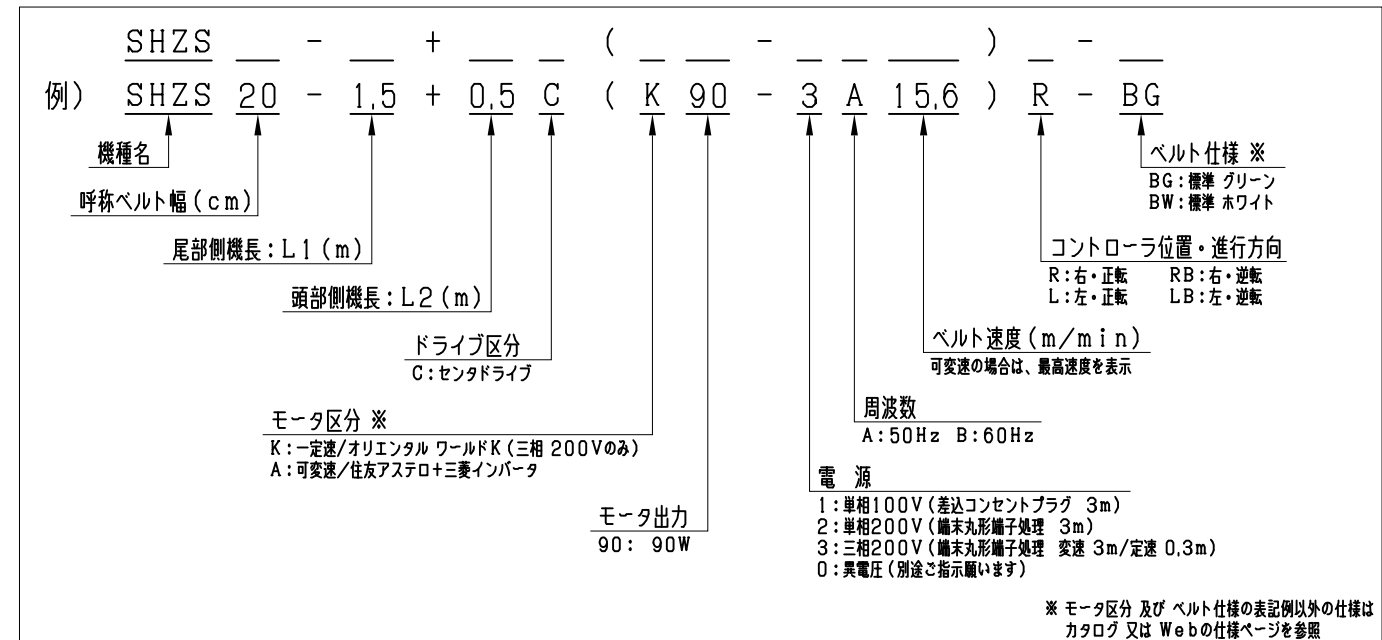 SHZS － ＋ （ － ） －
例） SHZS 20 － 1,5 ＋ 0,5 C （ K 90 － 3 A 15,6 ） R － BG
機種名
呼称ベルト幅（cm）
尾部側機長：L1（m）
頭部側機長：L2（m）
ドライブ区分
C：センタドライブ
モータ区分 ※
K：一定速/オリエンタル ワールドK（三相 200Vのみ）
A：可変速/住友アステロ+三菱インバータ
モータ出力
90： 90W
電 源
1：単相100V（差込コンセントプラグ 3m）
2：単相200V（端末丸形端子処理 3m）
3：三相200V（端末丸形端子処理 変速 3m/定速 0,3m）
0：異電圧（別途ご指示願います）
周波数
A：50Hz B：60Hz
ベルト速度（m/min）
可変速の場合は、最高速度を表示
コントローラ位置・進行方向
R：右・正転 RB：右・逆転
L：左・正転 LB：左・逆転
ベルト仕様 ※
BG：標準 グリーン
BW：標準 ホワイト
※ モータ区分 及び ベルト仕様の表記例以外の仕様は
カタログ 又は Webの仕様ページを参照